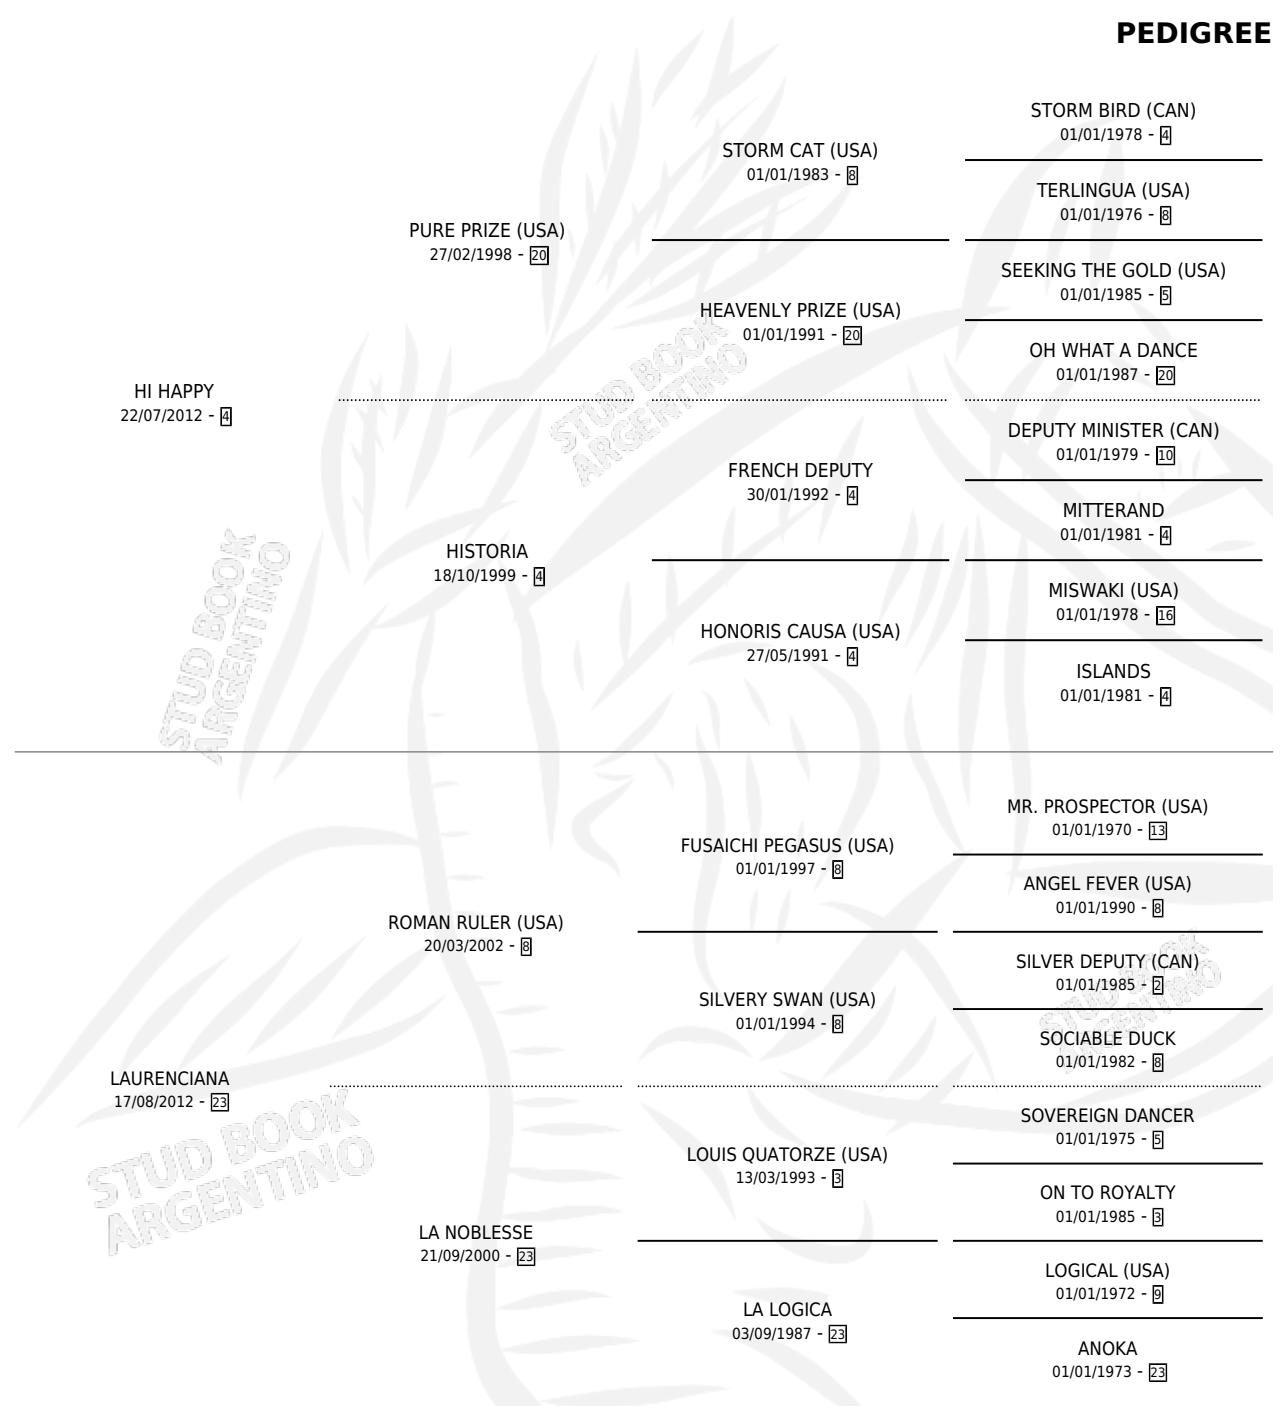 PEDIGREE
HI HAPPY
22/07/2012 - 4
PURE PRIZE (USA)
27/02/1998 - 20
STORM CAT (USA)
01/01/1983 - 8
STORM BIRD (CAN)
01/01/1978 - 4
TERLINGUA (USA)
01/01/1976 - 8
HEAVENLY PRIZE (USA)
01/01/1991 - 20
SEEKING THE GOLD (USA)
01/01/1985 - 5
OH WHAT A DANCE
01/01/1987 - 20
HISTORIA
18/10/1999 - 4
FRENCH DEPUTY
30/01/1992 - 4
DEPUTY MINISTER (CAN)
01/01/1979 - 10
MITTERAND
01/01/1981 - 4
HONORIS CAUSA (USA)
27/05/1991 - 4
MISWAKI (USA)
01/01/1978 - 16
ISLANDS
01/01/1981 - 4
LAURENCIANA
17/08/2012 - 23
ROMAN RULER (USA)
20/03/2002 - 8
FUSAICHI PEGASUS (USA)
01/01/1997 - 8
MR. PROSPECTOR (USA)
01/01/1970 - 13
ANGEL FEVER (USA)
01/01/1990 - 8
SILVERY SWAN (USA)
01/01/1994 - 8
SILVER DEPUTY (CAN)
01/01/1985 - 2
SOCIABLE DUCK
01/01/1982 - 8
LA NOBLESSE
21/09/2000 - 23
LOUIS QUATORZE (USA)
13/03/1993 - 3
SOVEREIGN DANCER
01/01/1975 - 5
ON TO ROYALTY
01/01/1985 - 3
LA LOGICA
03/09/1987 - 23
LOGICAL (USA)
01/01/1972 - 9
ANOKA
01/01/1973 - 23
STUD BOOK
ARGENTINO
STUD BOOK
ARGENTINO
STUD BOOK
ARGENTINO
STUD BOOK
ARGENTINO